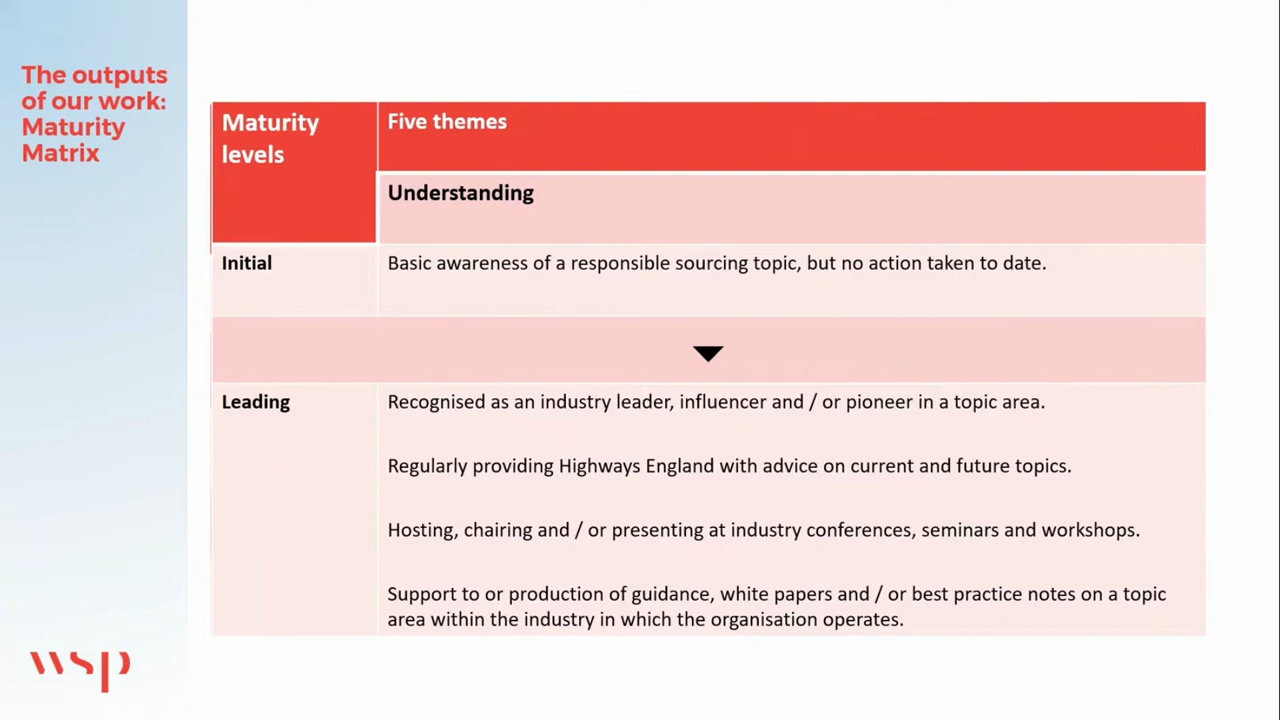 The outputs
of our work:
Maturity
Matrix
Maturity
levels
Five themes
Understanding
Initial
Basic awareness of a responsible sourcing topic, but no action taken to date.
Leading
Recognised as an industry leader, influencer and / or pioneer in a topic area.
Regularly providing Highways England with advice on current and future topics.
Hosting, chairing and / or presenting at industry conferences, seminars and workshops.
Support to or production of guidance, white papers and / or best practice notes on a topic
area within the industry in which the organisation operates.
wsp